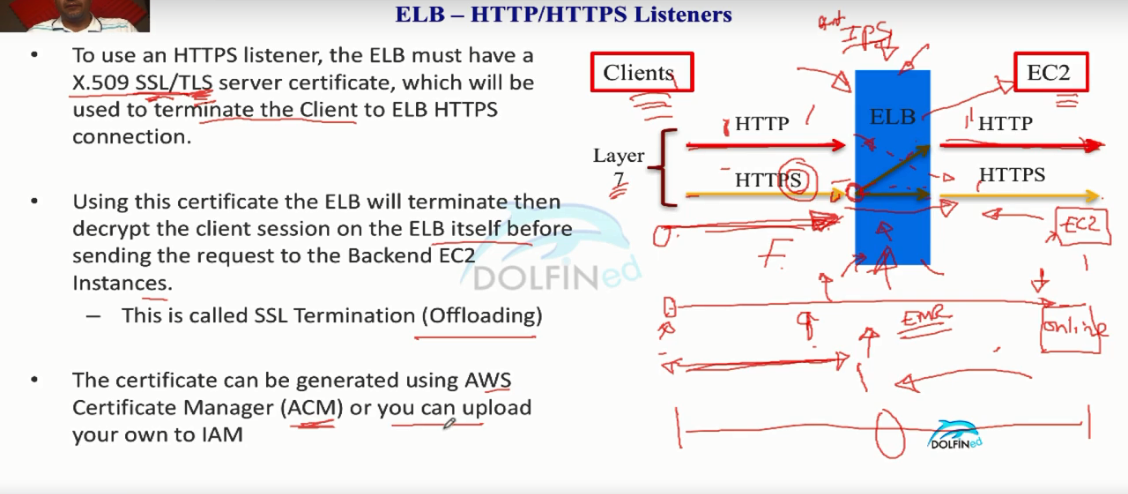 ELB – HTTP/HTTPS Listeners
• To use an HTTPS listener, the ELB must have a
X.509 SSL/TLS server certificate, which will be
used to terminate the Client to ELB HTTPS
connection.
• Using this certificate the ELB will terminate then
decrypt the client session on the ELB itself before
sending the request to the Backend EC2
Instances.
– This is called SSL Termination (Offloading)
• The certificate can be generated using AWS
Certificate Manager (ACM) or you can upload
your own to IAM
IPS
Clients
EC2
ELB
HTTP
HTTP
Layer
7
HTTPS
HTTPS
EC2
F
DOLFINed
EMR
online
DOLFINed